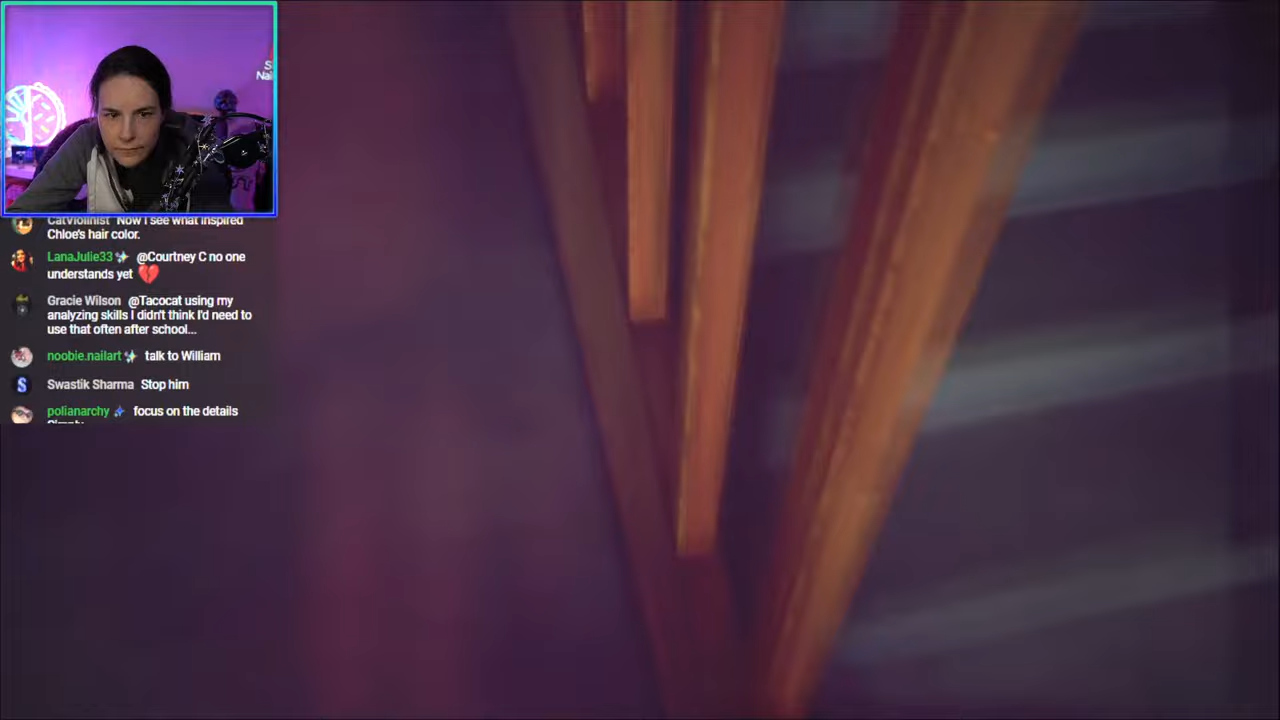 S
Nai
CatViolinist Now I see what inspired
Chloe's hair color.
LanaJulie33 @Courtney C no one
understands yet 💔
Gracie Wilson @Tacocat using my
analyzing skills I didn't think I'd need to
use that often after school...
noobie.nailart talk to William
S Swastik Sharma Stop him
polianarchy focus on the details